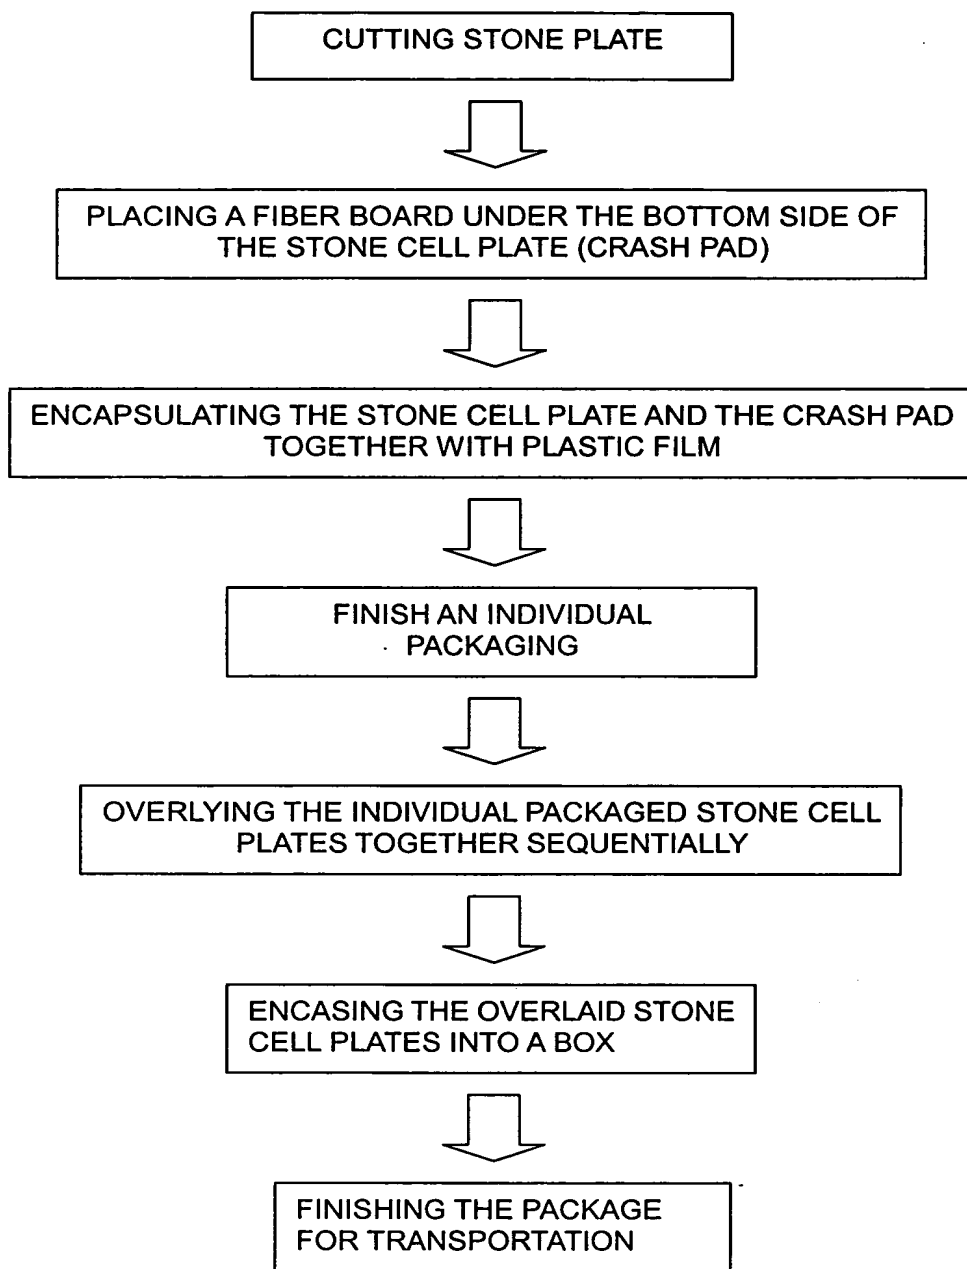 CUTTING STONE PLATE
PLACING A FIBER BOARD UNDER THE BOTTOM SIDE OF
THE STONE CELL PLATE (CRASH PAD)
ENCAPSULATING THE STONE CELL PLATE AND THE CRASH PAD
TOGETHER WITH PLASTIC FILM
FINISH AN INDIVIDUAL
PACKAGING
OVERLYING THE INDIVIDUAL PACKAGED STONE CELL
PLATES TOGETHER SEQUENTIALLY
ENCASING THE OVERLAID STONE
CELL PLATES INTO A BOX
FINISHING THE PACKAGE
FOR TRANSPORTATION